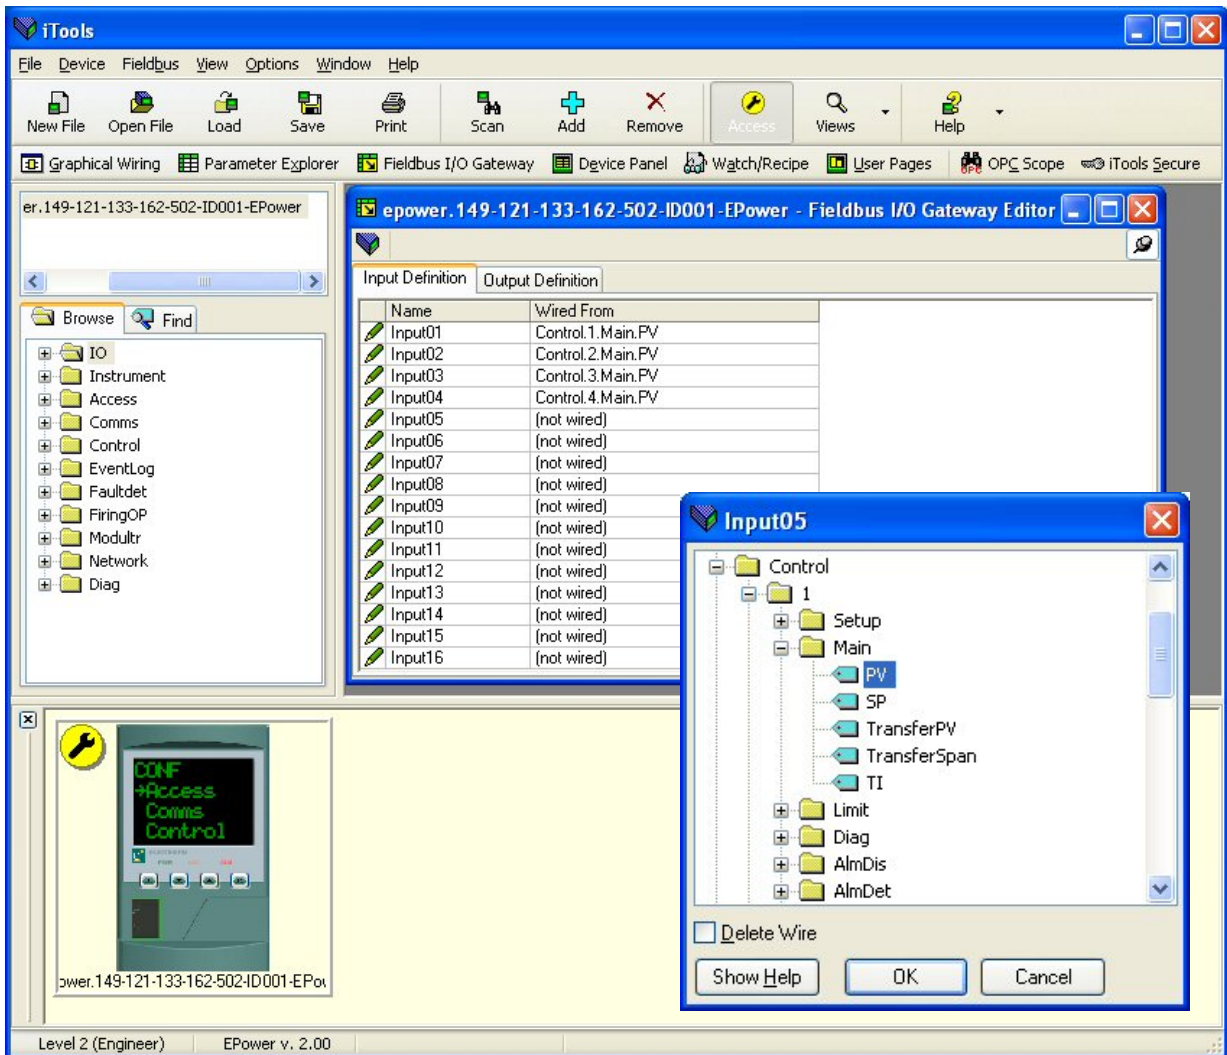 iTools
File Device Fieldbus View Options Window Help
New File Open File Load Save Print Scan Add Remove Access Views Help
Graphical Wiring Parameter Explorer Fieldbus I/O Gateway Device Panel Watch/Recipe User Pages OPC Scope iTools Secure
er.149-121-133-162-502-ID001-EPower
Browse Find
IO
Instrument
Access
Comms
Control
EventLog
Faultdet
FiringOP
Modultr
Network
Diag
epower.149-121-133-162-502-ID001-EPower - Fieldbus I/O Gateway Editor
Input Definition Output Definition
Name Wired From
Input01 Control.1.Main.PV
Input02 Control.2.Main.PV
Input03 Control.3.Main.PV
Input04 Control.4.Main.PV
Input05 (not wired)
Input06 (not wired)
Input07 (not wired)
Input08 (not wired)
Input09 (not wired)
Input10 (not wired)
Input11 (not wired)
Input12 (not wired)
Input13 (not wired)
Input14 (not wired)
Input15 (not wired)
Input16 (not wired)
Input05
Control
1
Setup
Main
PV
SP
TransferPV
TransferSpan
TI
Limit
Diag
AlmDis
AlmDet
Delete Wire
Show Help OK Cancel
CONF
→Access
Comms
Control
ower.149-121-133-162-502-ID001-EPow
Level 2 (Engineer) EPower v. 2.00